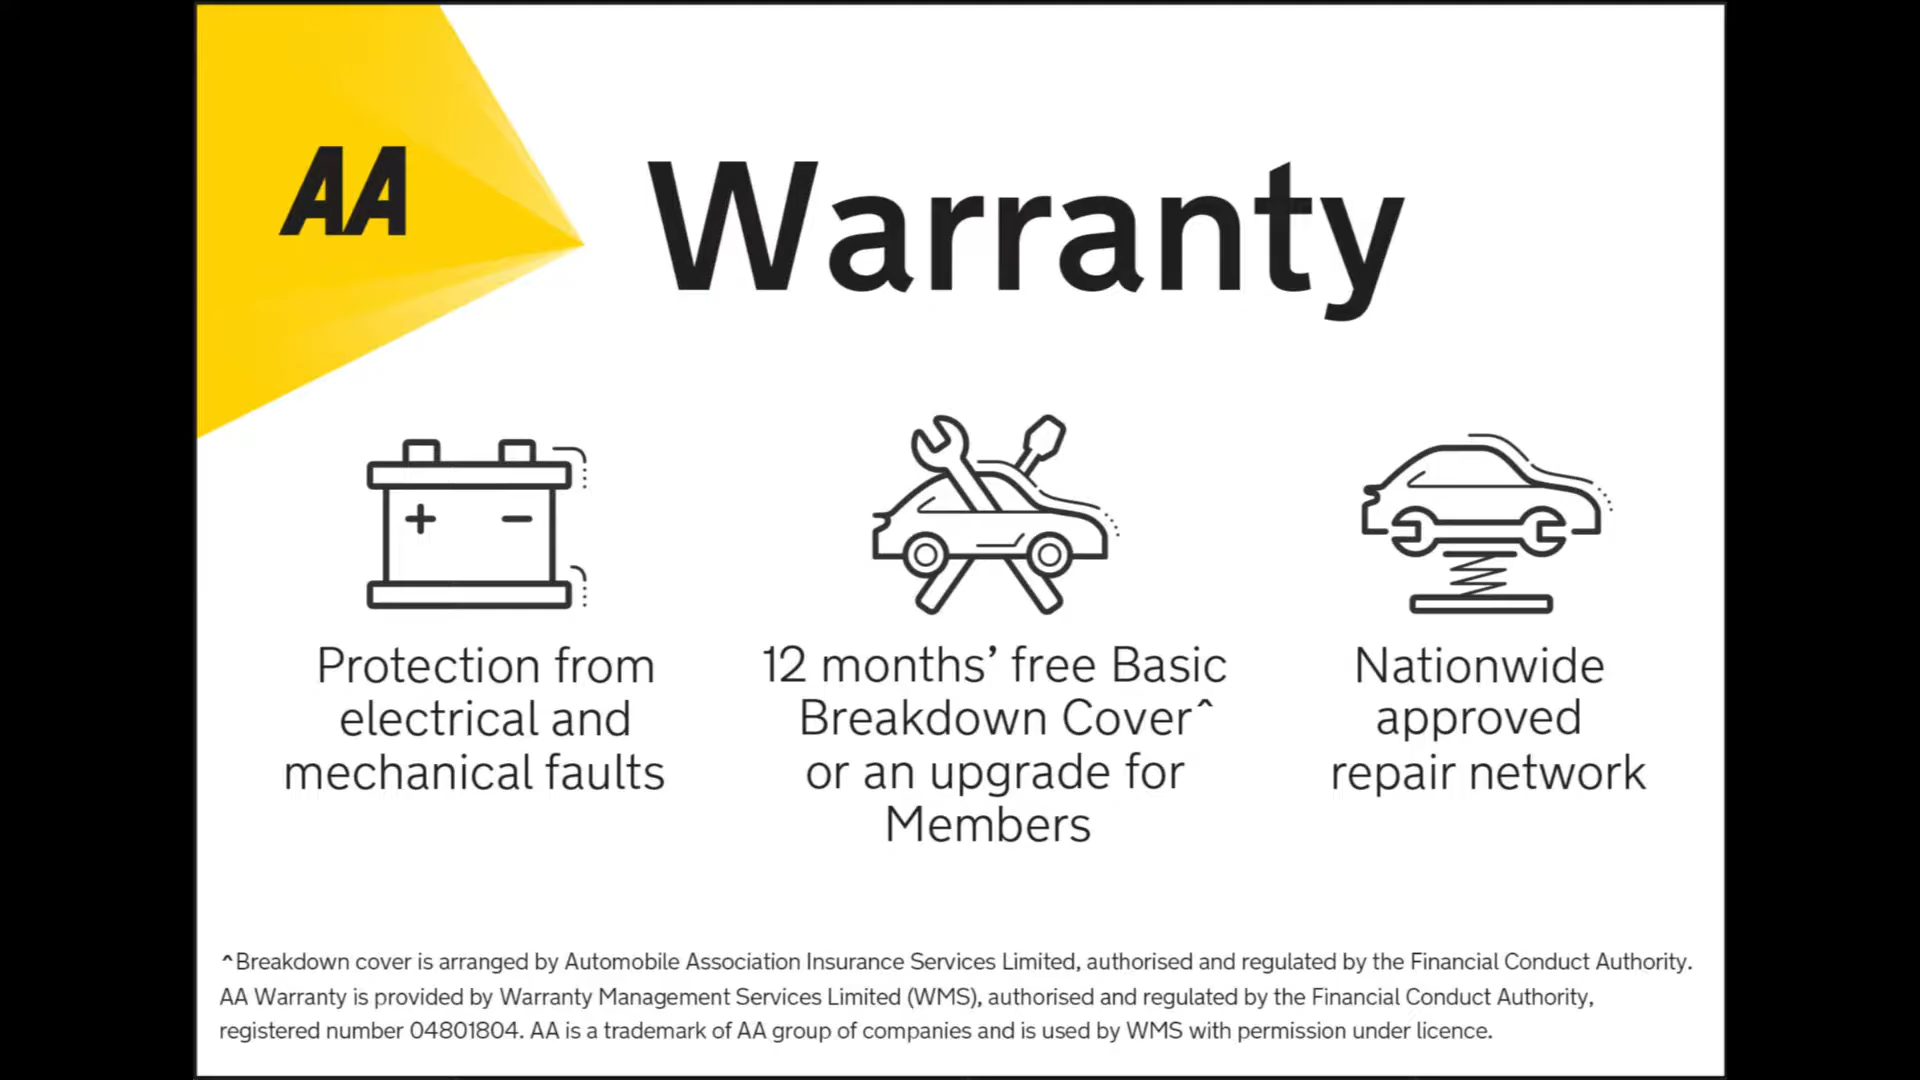 AA
Warranty
+ −
Protection from
electrical and
mechanical faults
12 months’ free Basic
Breakdown Cover^
or an upgrade for
Members
Nationwide
approved
repair network
^Breakdown cover is arranged by Automobile Association Insurance Services Limited, authorised and regulated by the Financial Conduct Authority.
AA Warranty is provided by Warranty Management Services Limited (WMS), authorised and regulated by the Financial Conduct Authority,
registered number 04801804. AA is a trademark of AA group of companies and is used by WMS with permission under licence.